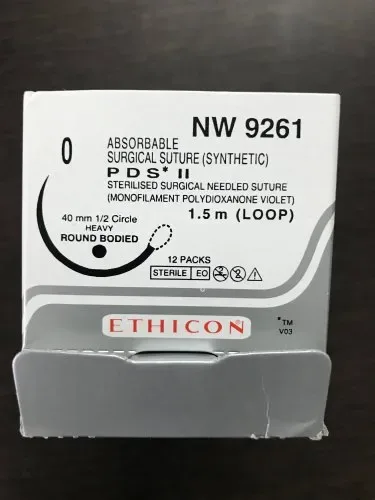 NW 9261
0
ABSORBABLE
SURGICAL SUTURE (SYNTHETIC)
PDS* II
STERILISED SURGICAL NEEDLED SUTURE
(MONOFILAMENT POLYDIOXANONE VIOLET)
1.5 m (LOOP)
40 mm 1/2 Circle
HEAVY
ROUND BODIED
12 PACKS
STERILE EO
ETHICON
*TM
V03